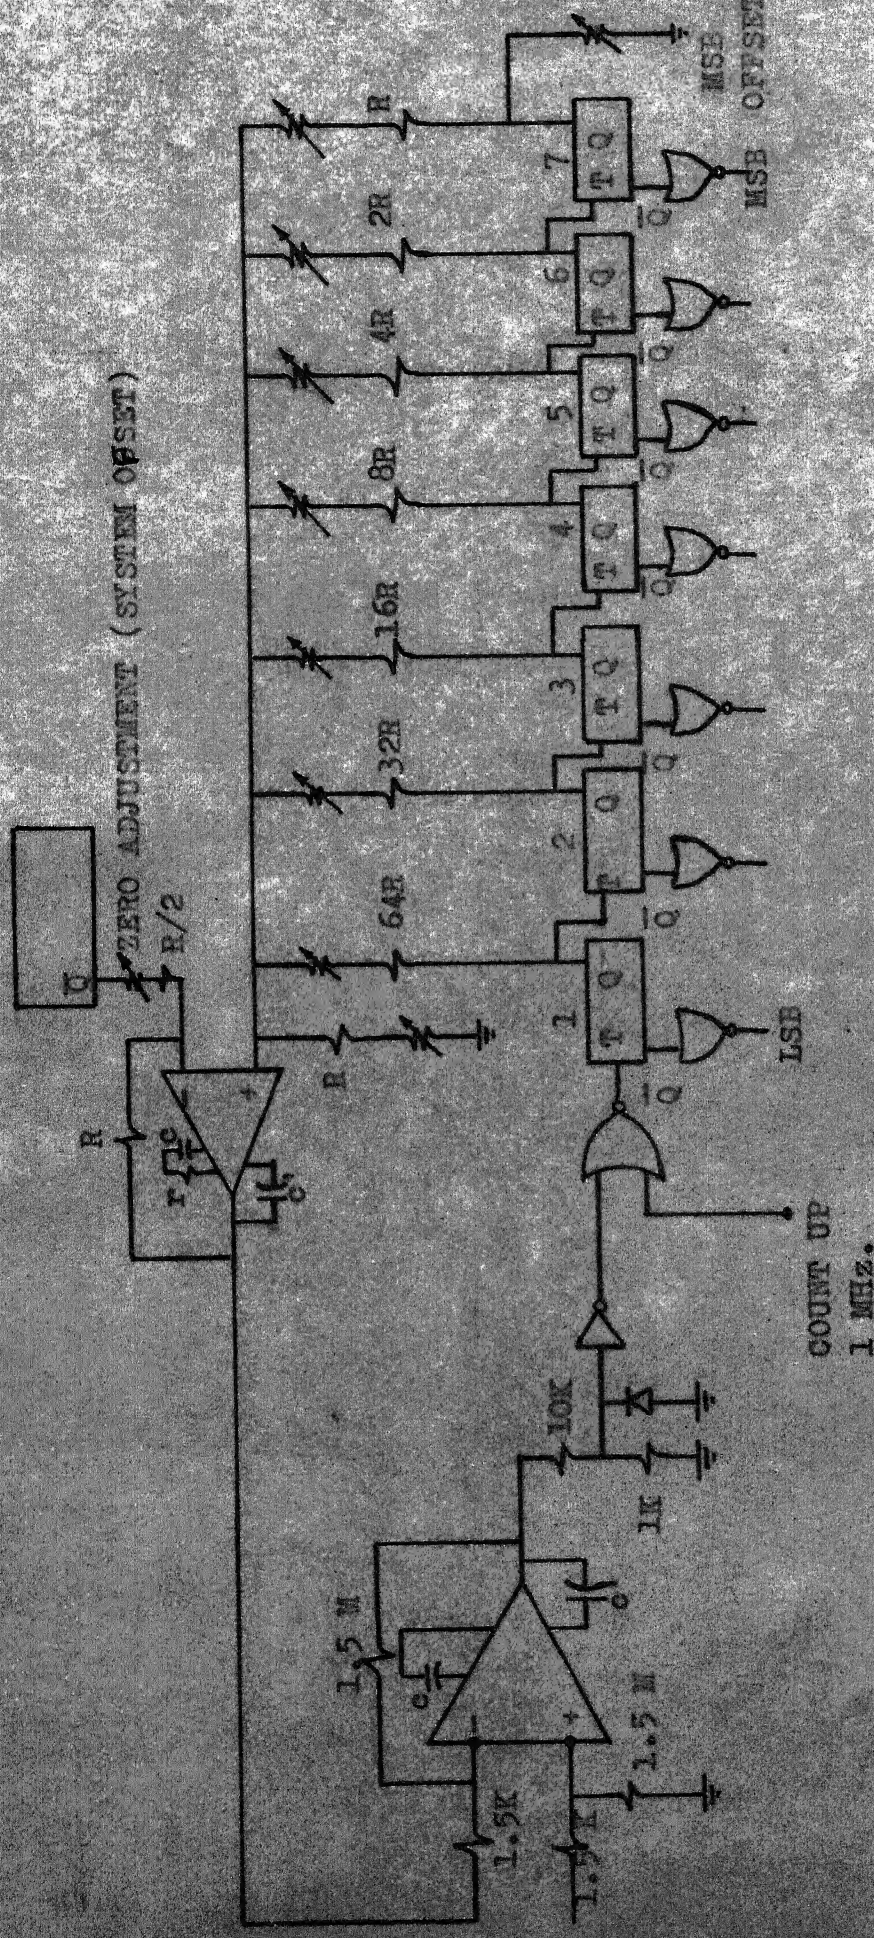 ZERO ADJUSTMENT (SYSTEM OFFSET)
Q
R/2
R
r
c
-
+
c'
R
64R
32R
16R
8R
4R
2R
R
1
T Q
Q
LSB
2
T Q
Q
3
T Q
Q
4
T Q
Q
5
T Q
Q
6
T Q
Q
7
T Q
Q
MSB
MSB
OFFSET
COUNT UP
1 MHz.
10K
1K
1.5 M
c
c
-
+
1.5K
1.5 M